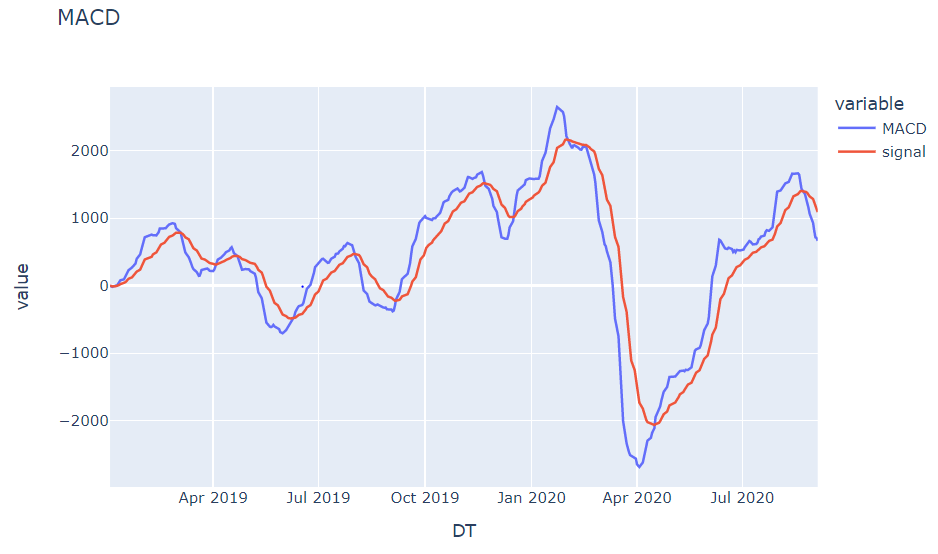 MACD
variable
MACD
signal
2000
1000
0
−1000
−2000
value
Apr 2019
Jul 2019
Oct 2019
Jan 2020
Apr 2020
Jul 2020
DT